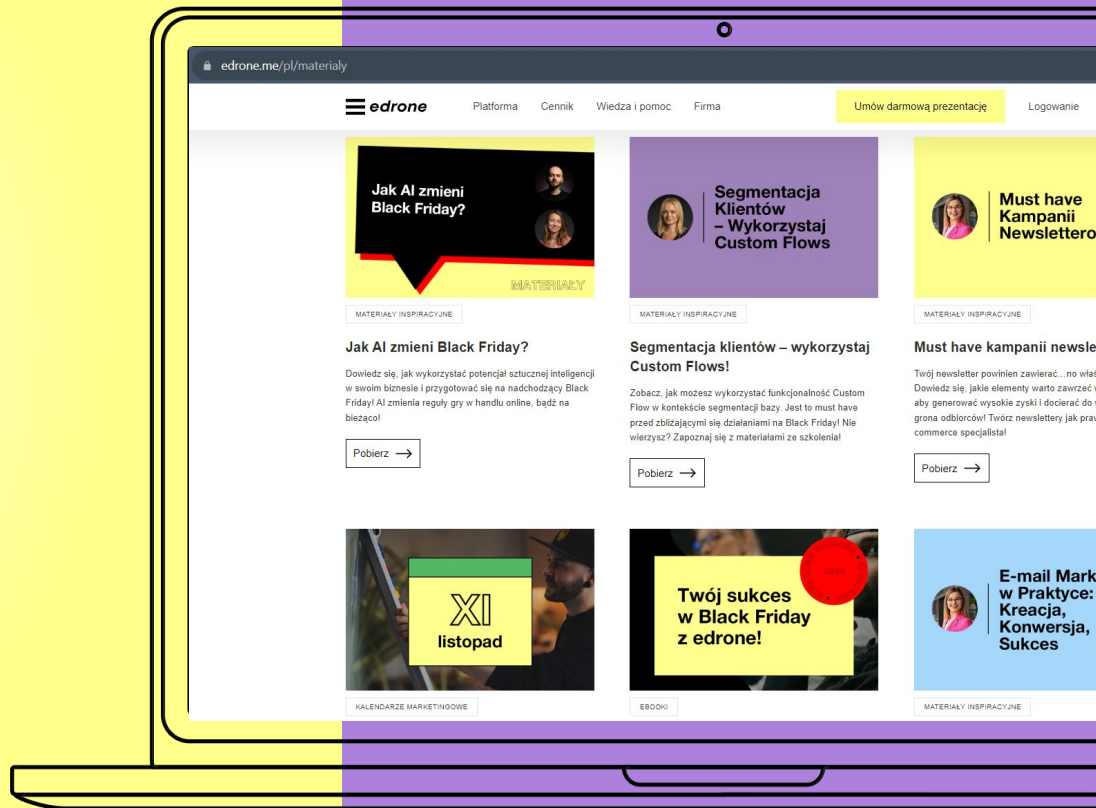 edrone.me/pl/materialy
edrone
Platforma
Cennik
Wiedza i pomoc
Firma
Umów darmową prezentację
Logowanie
Jak AI zmieni
Black Friday?
MATERIAŁY
MATERIAŁY INSPIRACYJNE
Jak AI zmieni Black Friday?
Dowiedz się, jak wykorzystać potencjał sztucznej inteligencji
w swoim biznesie i przygotować się na nadchodzący Black
Friday! AI zmienia reguły gry w handlu online, bądź na
bieżąco!
Pobierz
Segmentacja
Klientów
– Wykorzystaj
Custom Flows
MATERIAŁY INSPIRACYJNE
Segmentacja klientów – wykorzystaj
Custom Flows!
Zobacz, jak możesz wykorzystać funkcjonalność Custom
Flow w kontekście segmentacji bazy. Jest to must have
przed zbliżającymi się działaniami na Black Friday! Nie
wierzysz? Zapoznaj się z materiałami ze szkolenia!
Pobierz
Must have
Kampanii
Newslettero
MATERIAŁY INSPIRACYJNE
Must have kampanii newsle
Twój newsletter powinien zawierać…no właś
Dowiedz się, jakie elementy warto zawrzeć
aby generować wysokie zyski i docierać do
grona odbiorców! Twórz newslettery jak praw
commerce specjalista!
Pobierz
XI
listopad
KALENDARZE MARKETINGOWE
Twój sukces
w Black Friday
z edrone!
EBOOKI
E-mail Mark
w Praktyce:
Kreacja,
Konwersja,
Sukces
MATERIAŁY INSPIRACYJNE